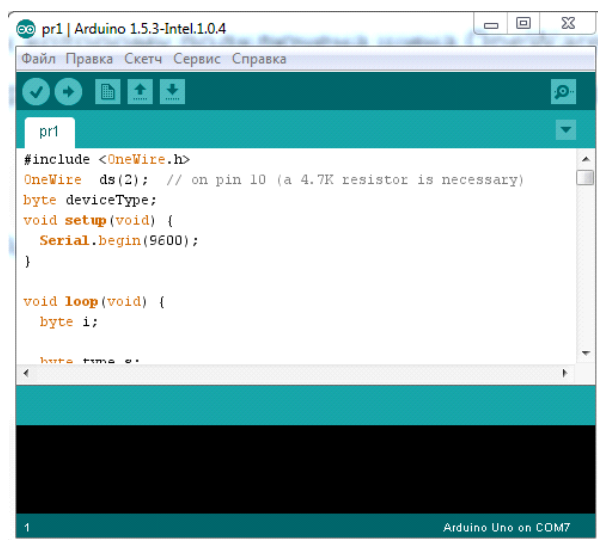 pr1 | Arduino 1.5.3-Intel.1.0.4
Файл Правка Скетч Сервис Справка
pr1
#include <OneWire.h>
OneWire  ds(2);  // on pin 10 (a 4.7K resistor is necessary)
byte deviceType;
void setup(void) {
  Serial.begin(9600);
}
void loop(void) {
  byte i;
  byte type_s;
1
Arduino Uno on COM7